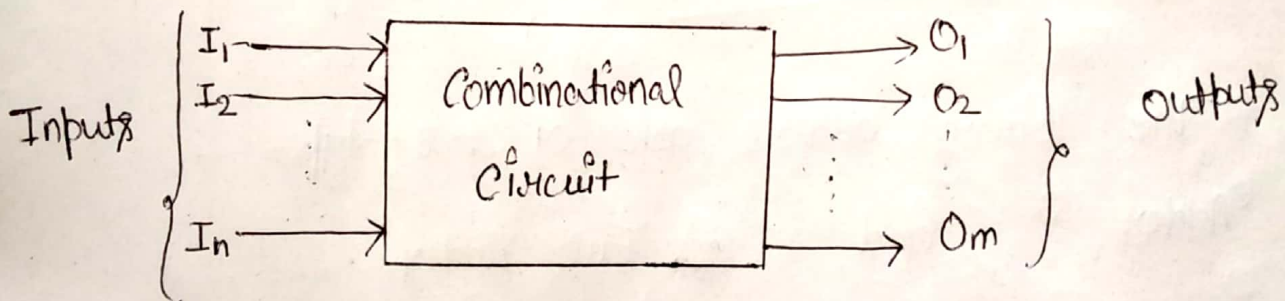 Inputs
I1
I2
In
Combinational
Circuit
O1
O2
Om
Outputs